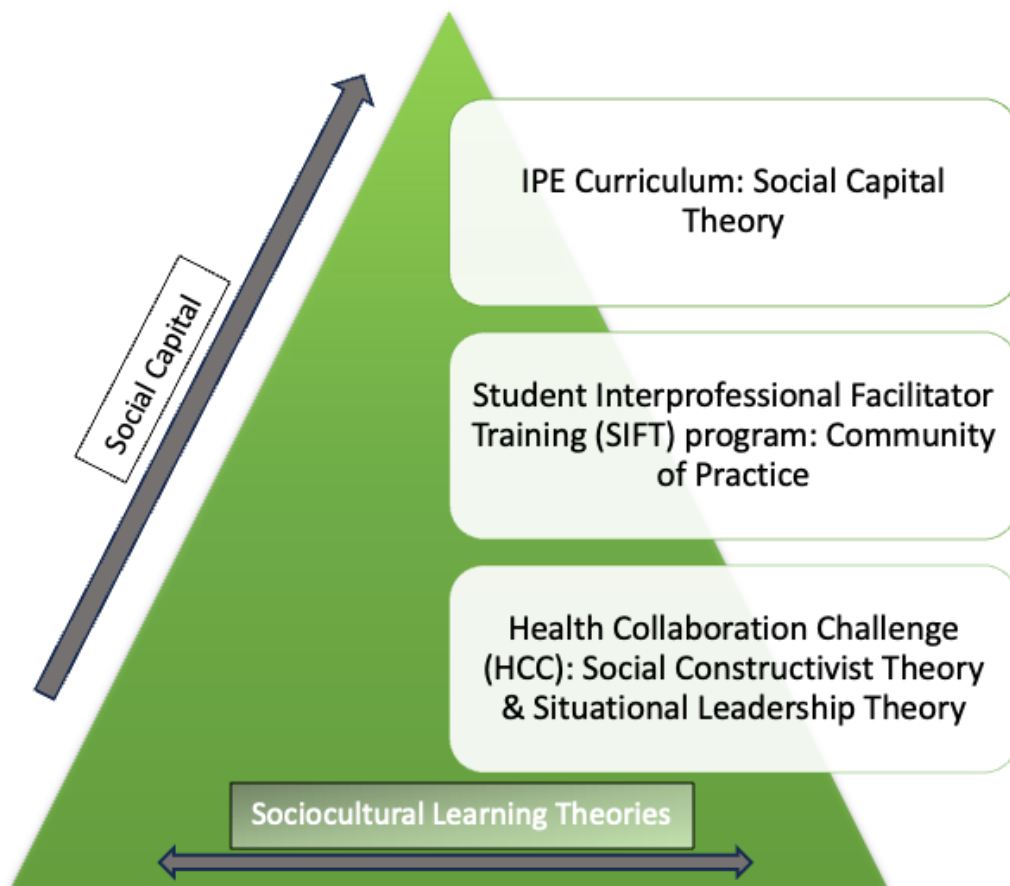 IPE Curriculum: Social Capital
Theory
Social Capital
Student Interprofessional Facilitator
Training (SIFT) program: Community
of Practice
Health Collaboration Challenge
(HCC): Social Constructivist Theory
& Situational Leadership Theory
Sociocultural Learning Theories